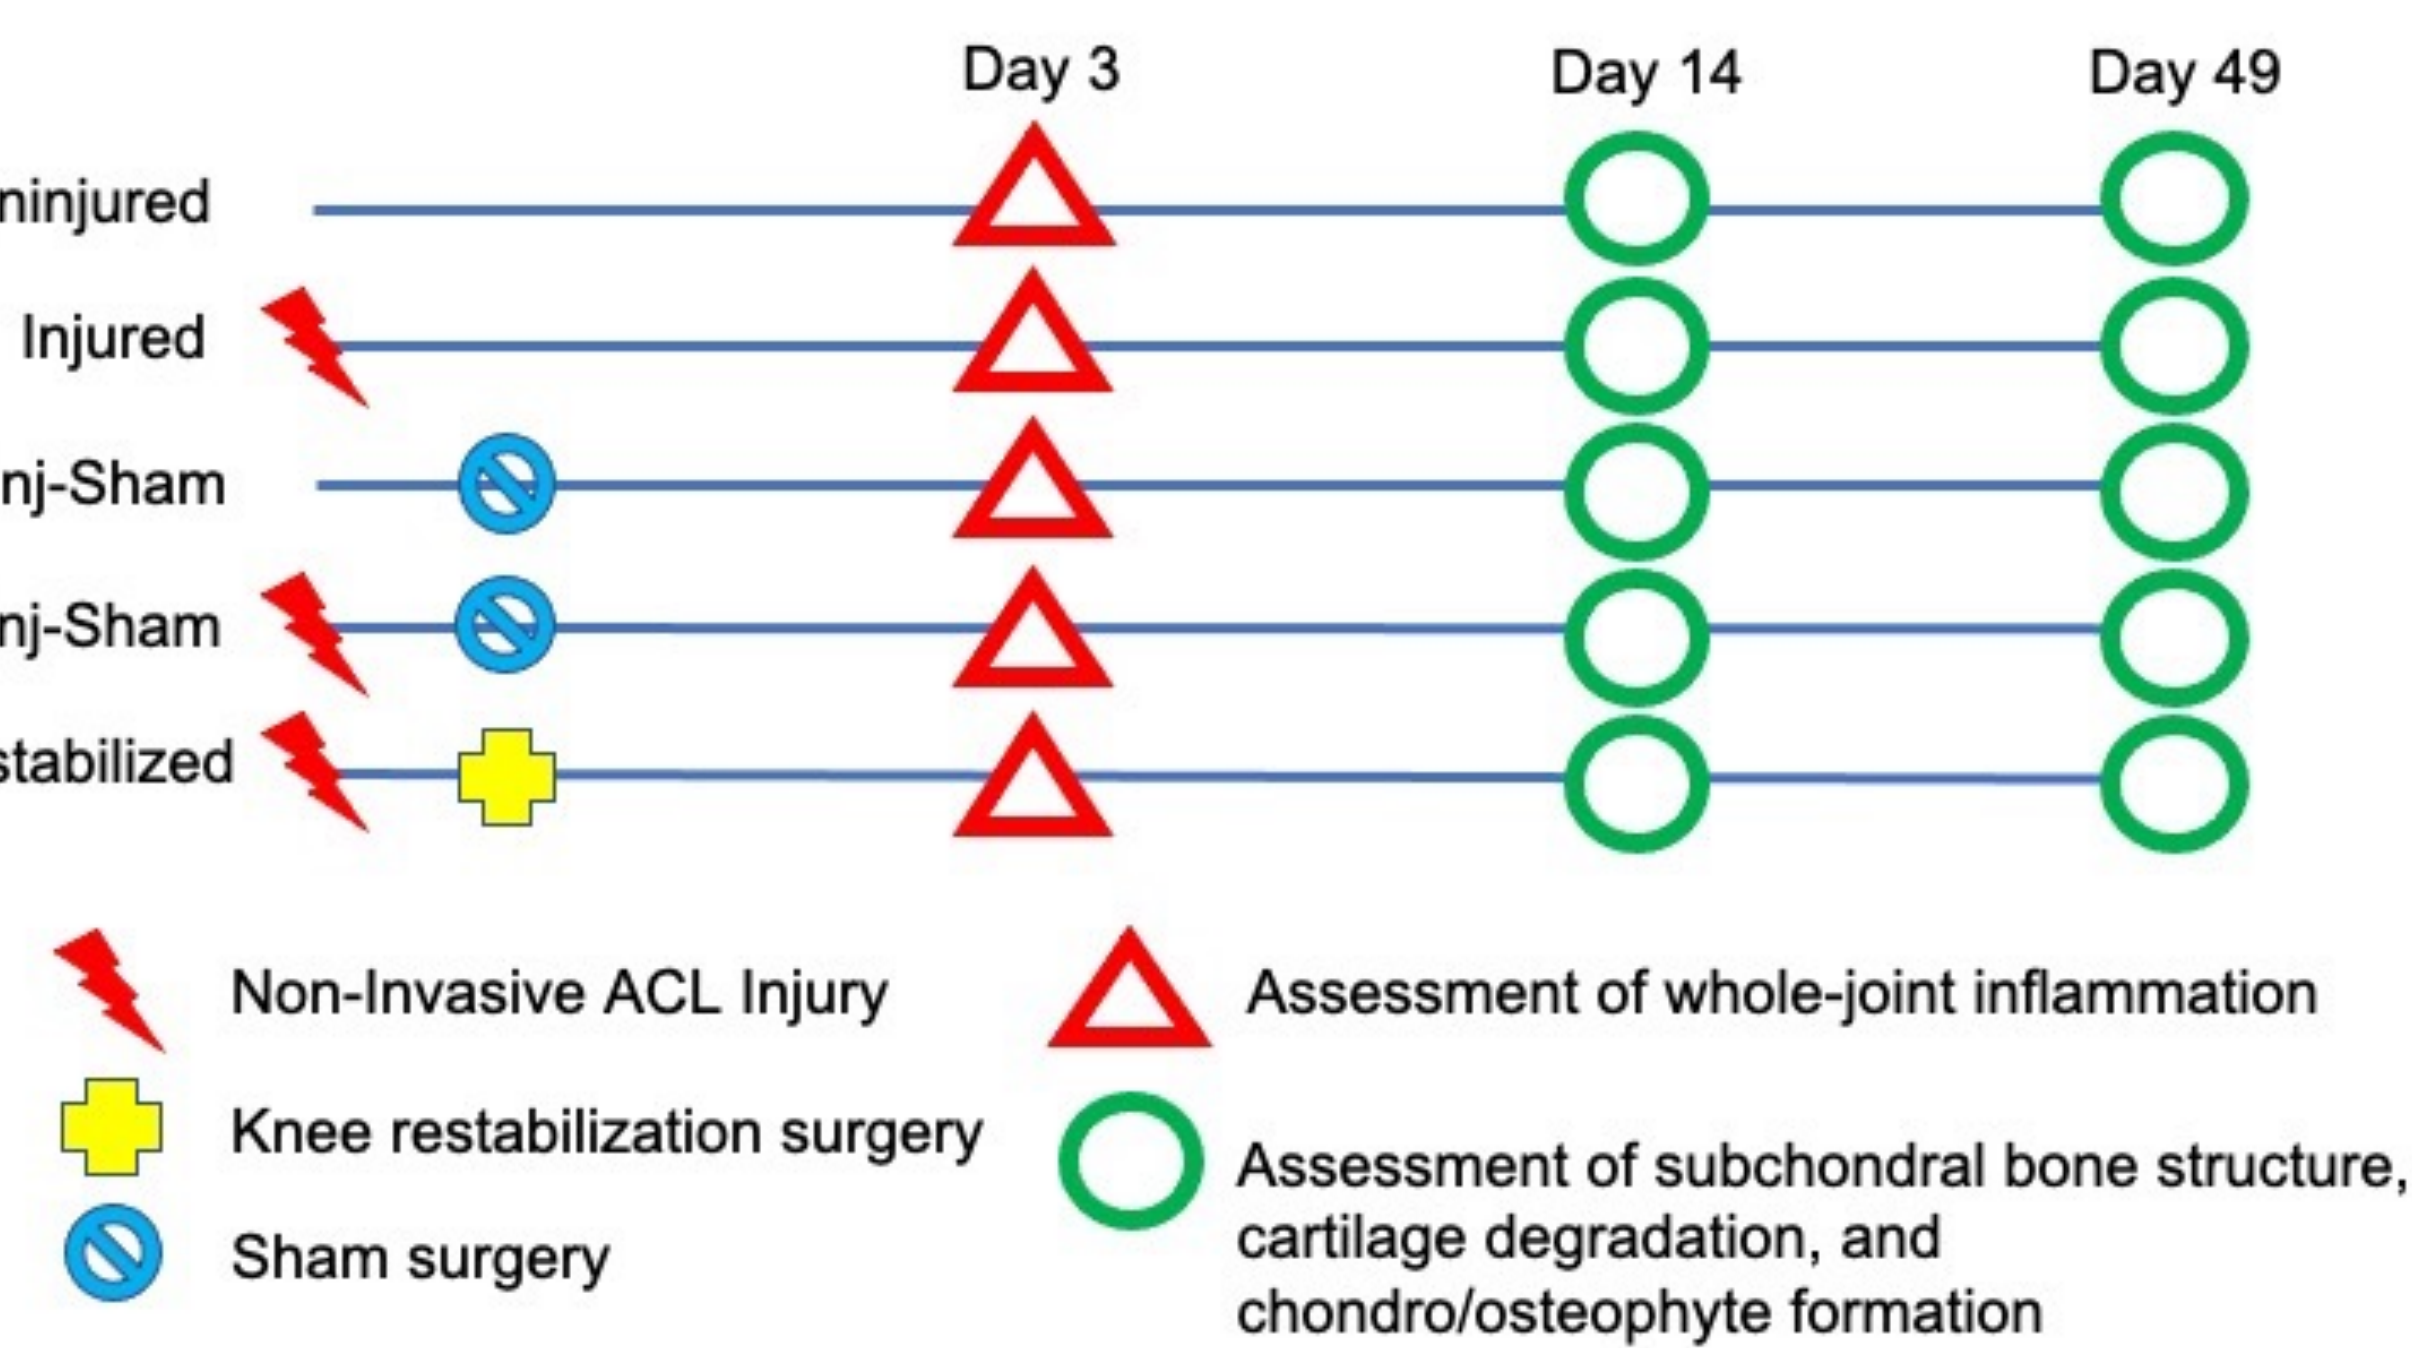 Day 3 Day 14 Day 49
ninjured
Injured
nj-Sham
nj-Sham
stabilized
Non-Invasive ACL Injury
Assessment of whole-joint inflammation
Knee restabilization surgery
Assessment of subchondral bone structure,
cartilage degradation, and
chondro/osteophyte formation
Sham surgery